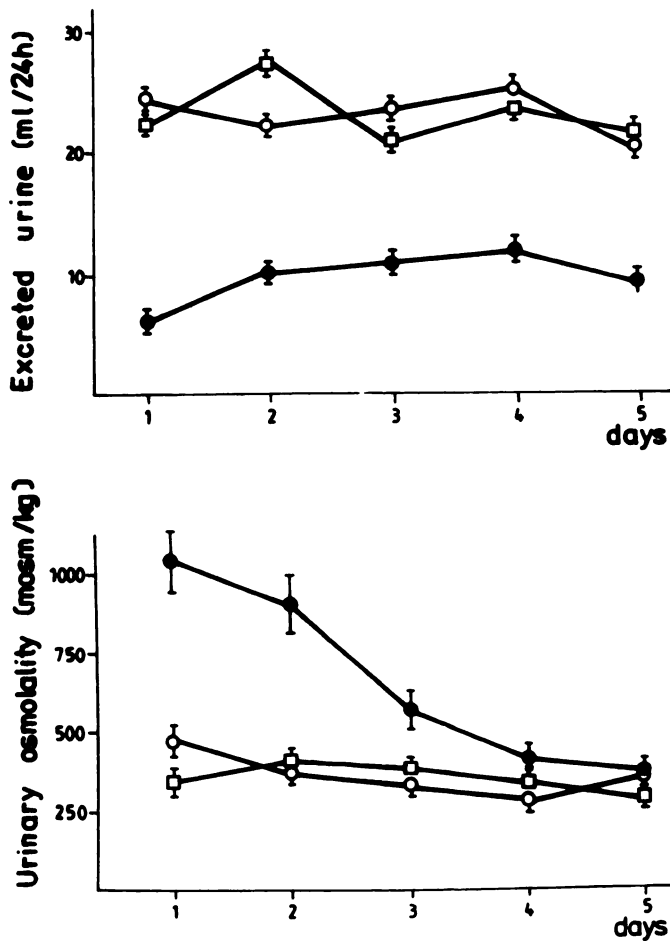 Excreted urine (ml/24h)
30
20
10
1 2 3 4 5
days
Urinary osmolality (mosm/kg)
1000
750
500
250
1 2 3 4 5
days